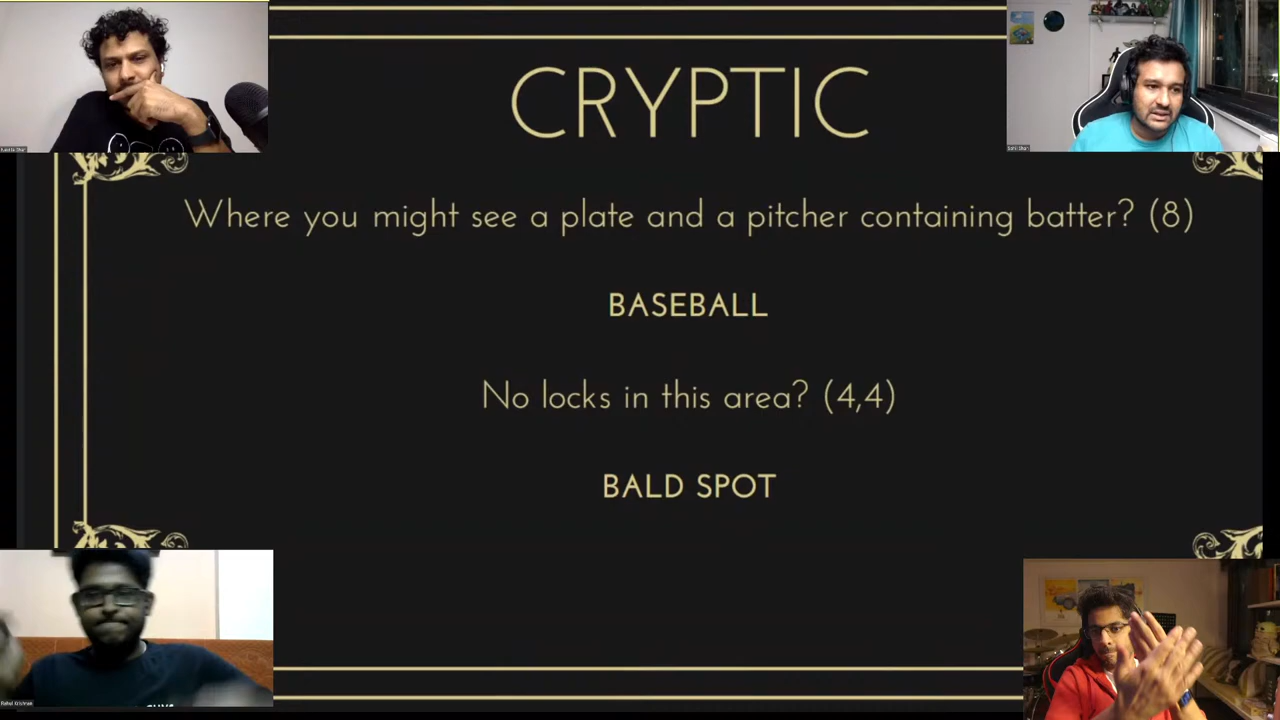 CRYPTIC
Where you might see a plate and a pitcher containing batter? (8)
BASEBALL
No locks in this area? (4,4)
BALD SPOT